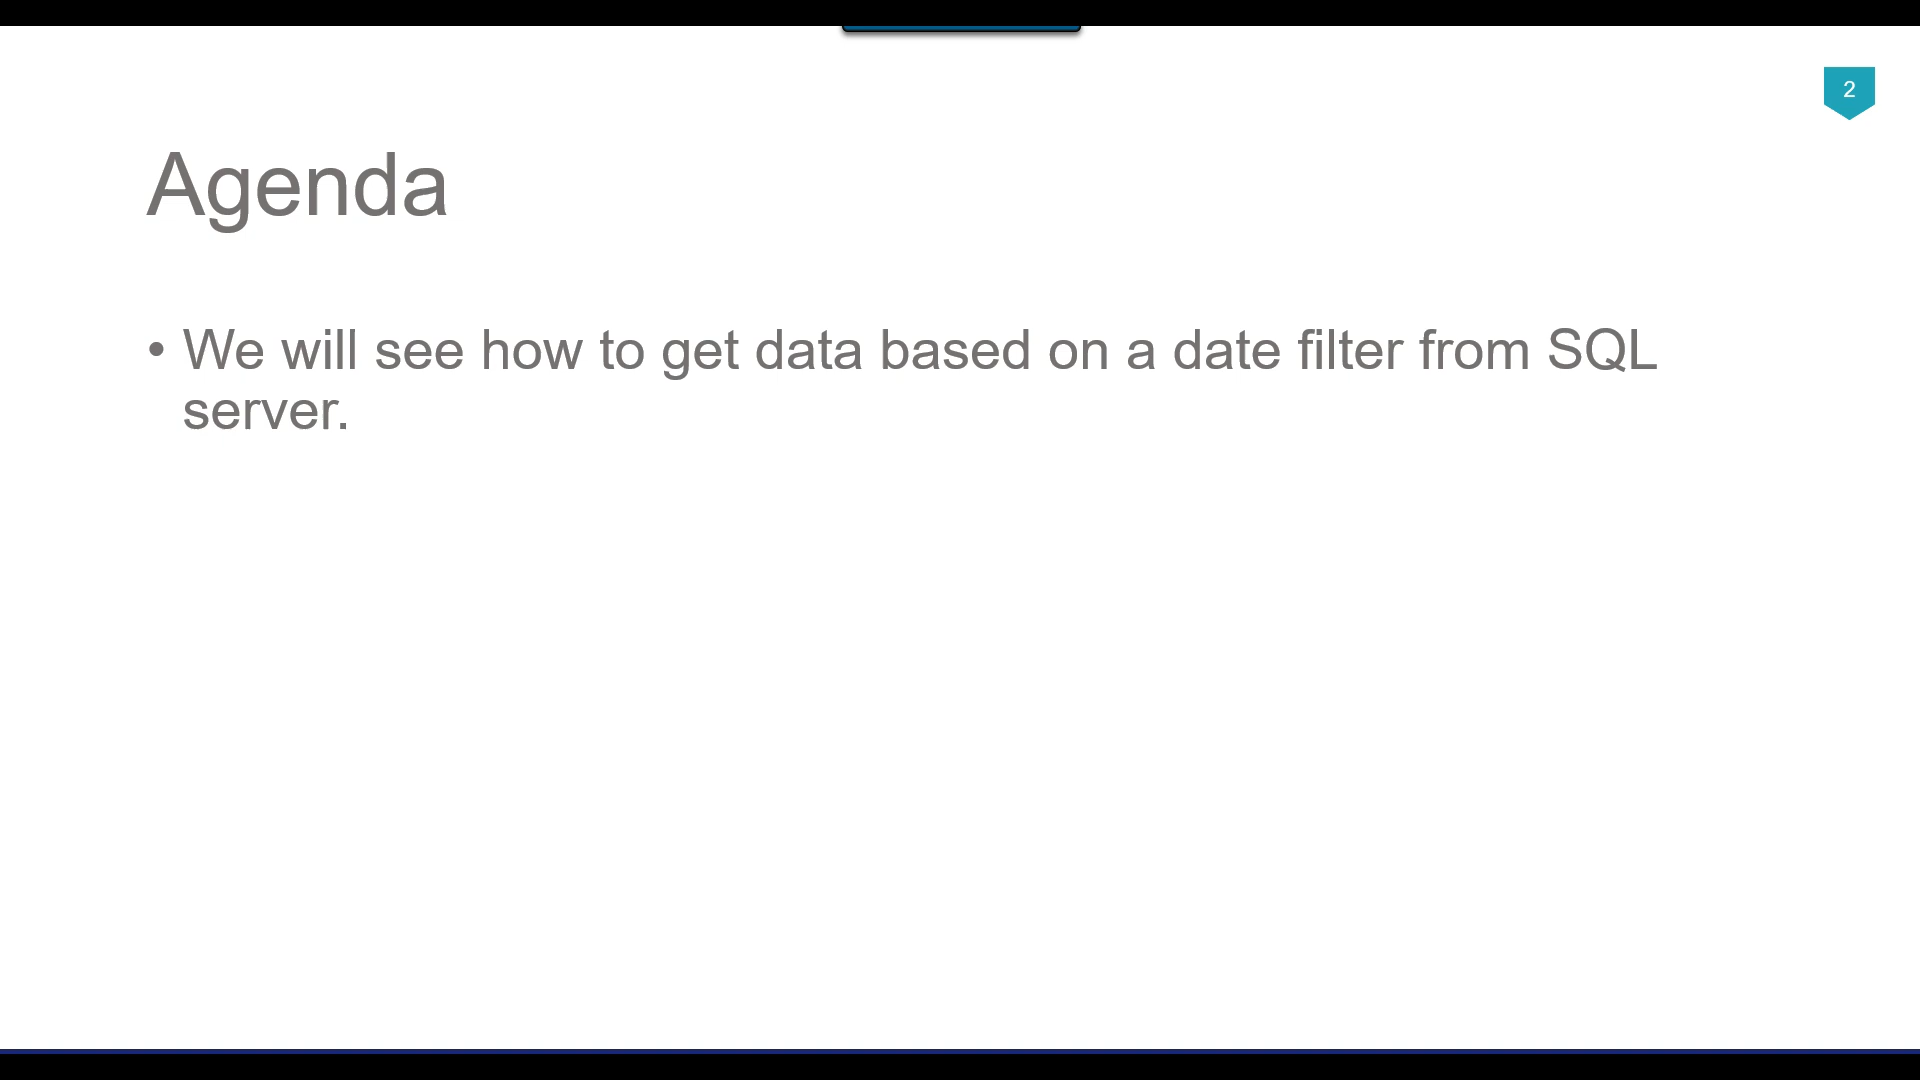 2
Agenda
• We will see how to get data based on a date filter from SQL
server.